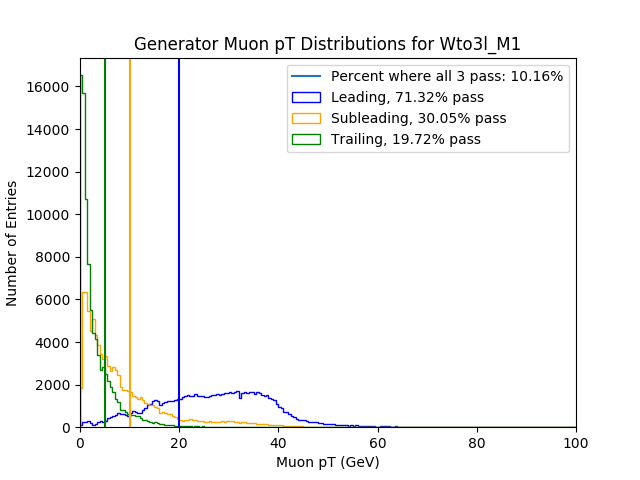 Generator Muon pT Distributions for Wto3l_M1
Number of Entries
16000
14000
12000
10000
8000
6000
4000
2000
0
Percent where all 3 pass: 10.16%
Leading, 71.32% pass
Subleading, 30.05% pass
Trailing, 19.72% pass
0 20 40 60 80 100
Muon pT (GeV)